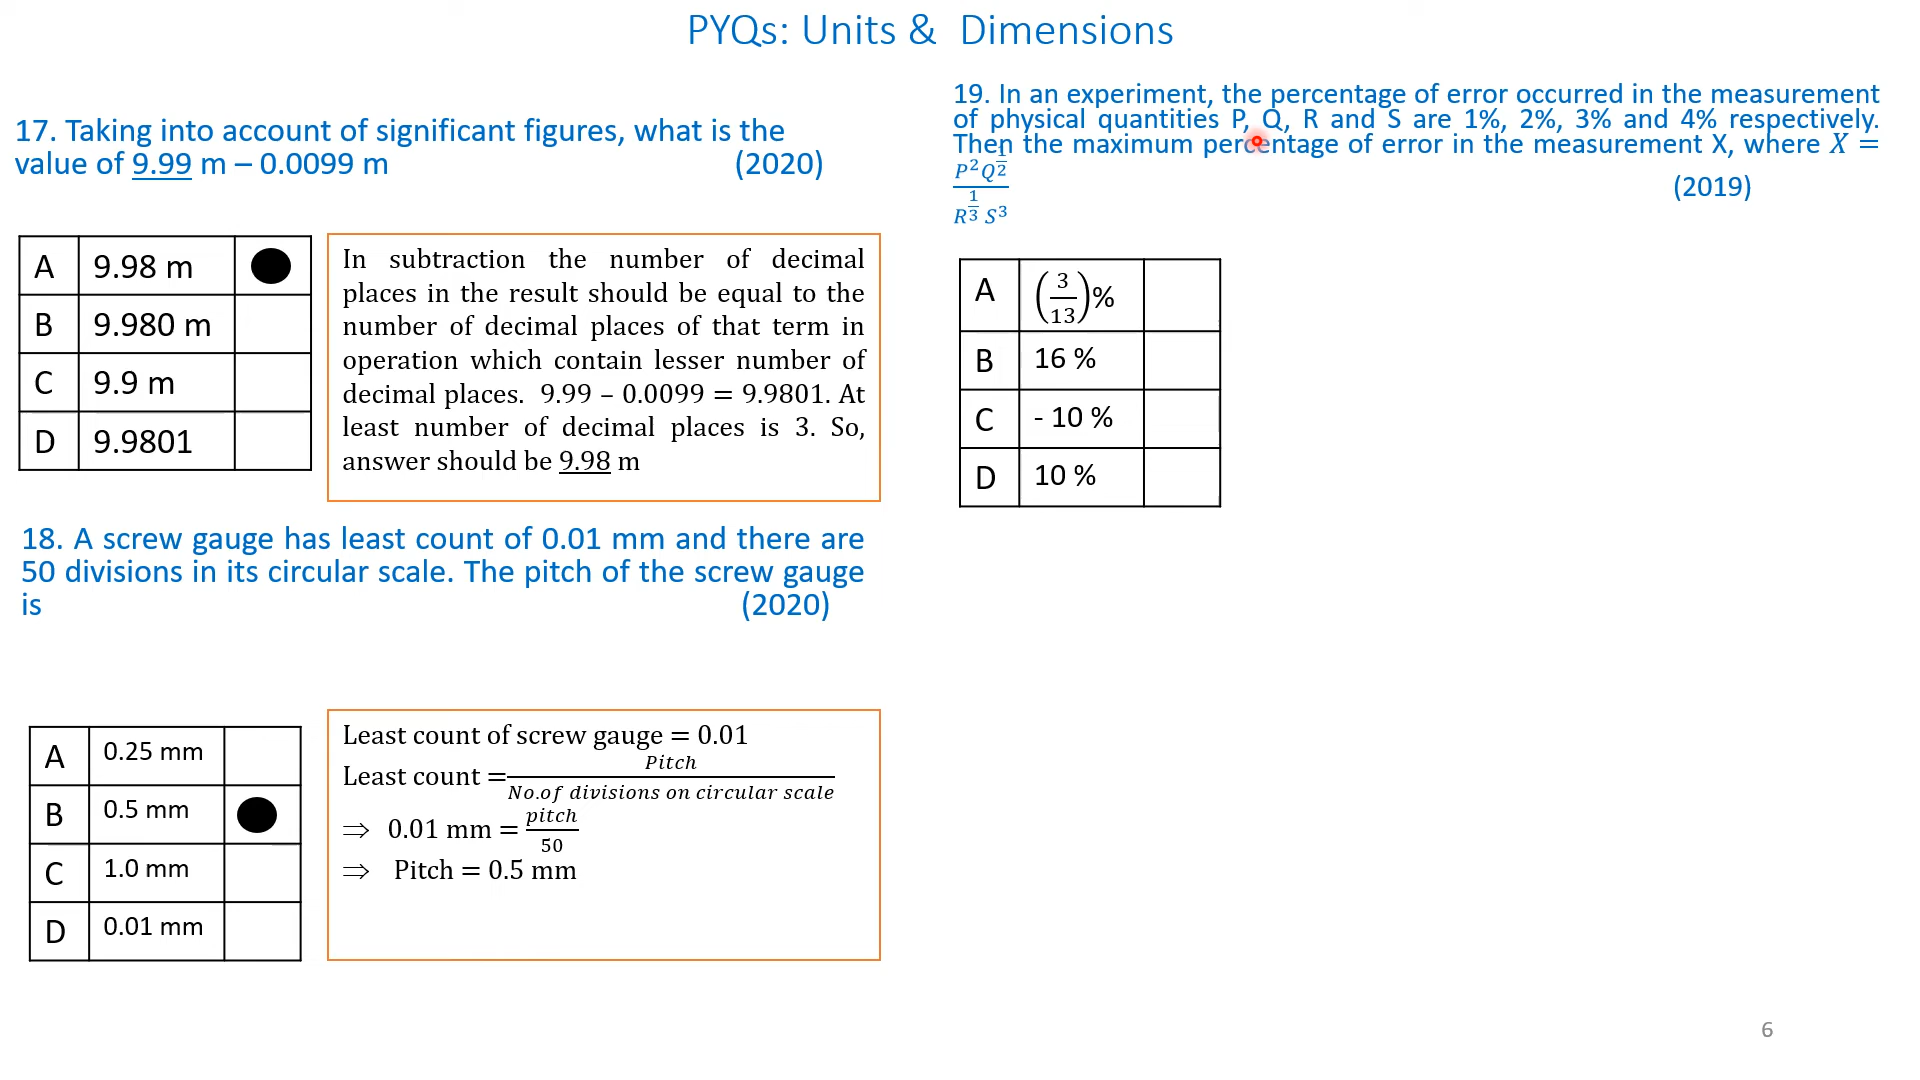 PYQs: Units &  Dimensions
17. Taking into account of significant figures, what is the
value of 9.99 m – 0.0099 m (2020)
A 9.98 m
B 9.980 m
C 9.9 m
D 9.9801
In subtraction the number of decimal
places in the result should be equal to the
number of decimal places of that term in
operation which contain lesser number of
decimal places. 9.99 – 0.0099 = 9.9801. At
least number of decimal places is 3. So,
answer should be 9.98 m
18. A screw gauge has least count of 0.01 mm and there are
50 divisions in its circular scale. The pitch of the screw gauge
is (2020)
A 0.25 mm
B 0.5 mm
C 1.0 mm
D 0.01 mm
Least count of screw gauge = 0.01
Least count = Pitch / No.of divisions on circular scale
⇒ 0.01 mm = pitch / 50
⇒ Pitch = 0.5 mm
19. In an experiment, the percentage of error occurred in the measurement
of physical quantities P, Q, R and S are 1%, 2%, 3% and 4% respectively.
Then the maximum percentage of error in the measurement X, where X =
P²Q^(1/2) / R^(1/3) S³ (2019)
A (3/13)%
B 16 %
C - 10 %
D 10 %
6